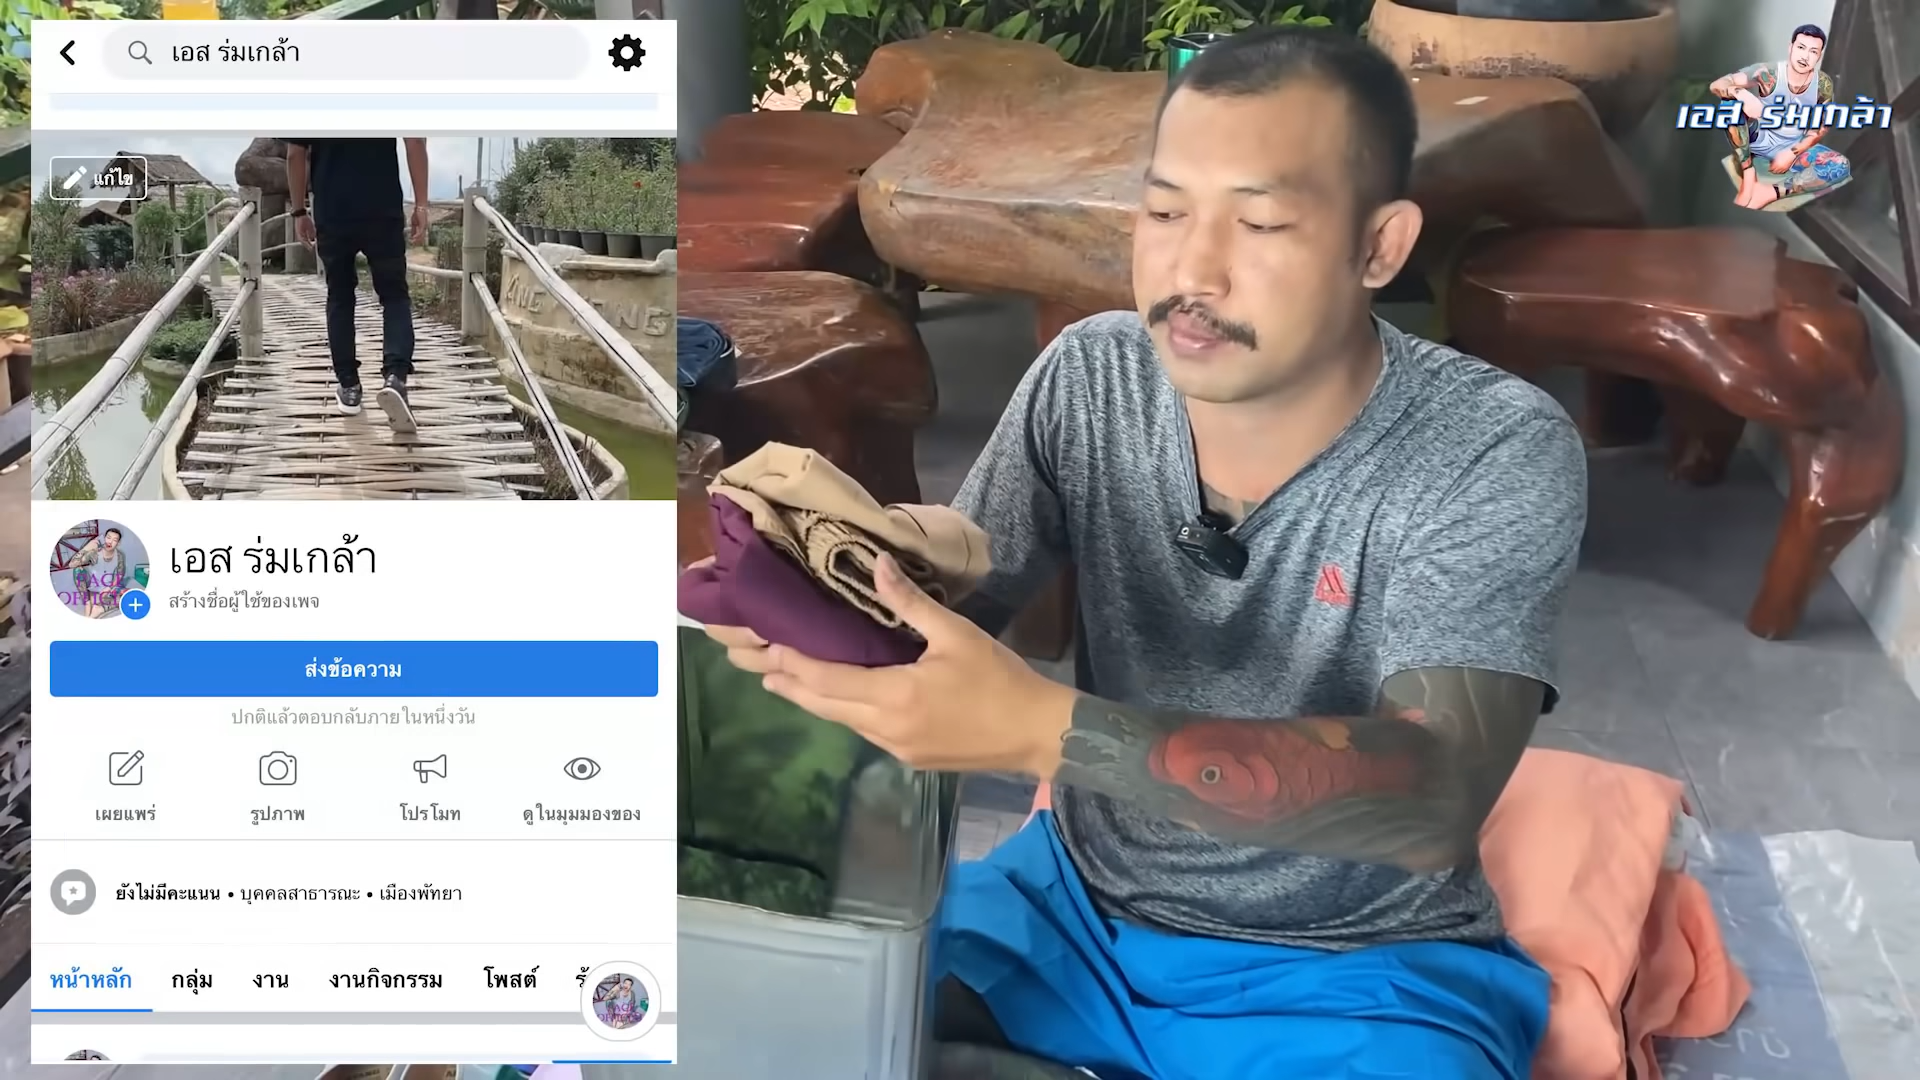 เอส ร่มเกล้า
แก้ไข
เอส ร่มเกล้า
สร้างชื่อผู้ใช้ของเพจ
ส่งข้อความ
ปกติแล้วตอบกลับภายในหนึ่งวัน
เผยแพร่
รูปภาพ
โปรโมท
ดูในมุมมองของ
ยังไม่มีคะแนน • บุคคลสาธารณะ • เมืองพัทยา
หน้าหลัก
กลุ่ม
งาน
งานกิจกรรม
โพสต์
เอส ร่มเกล้า